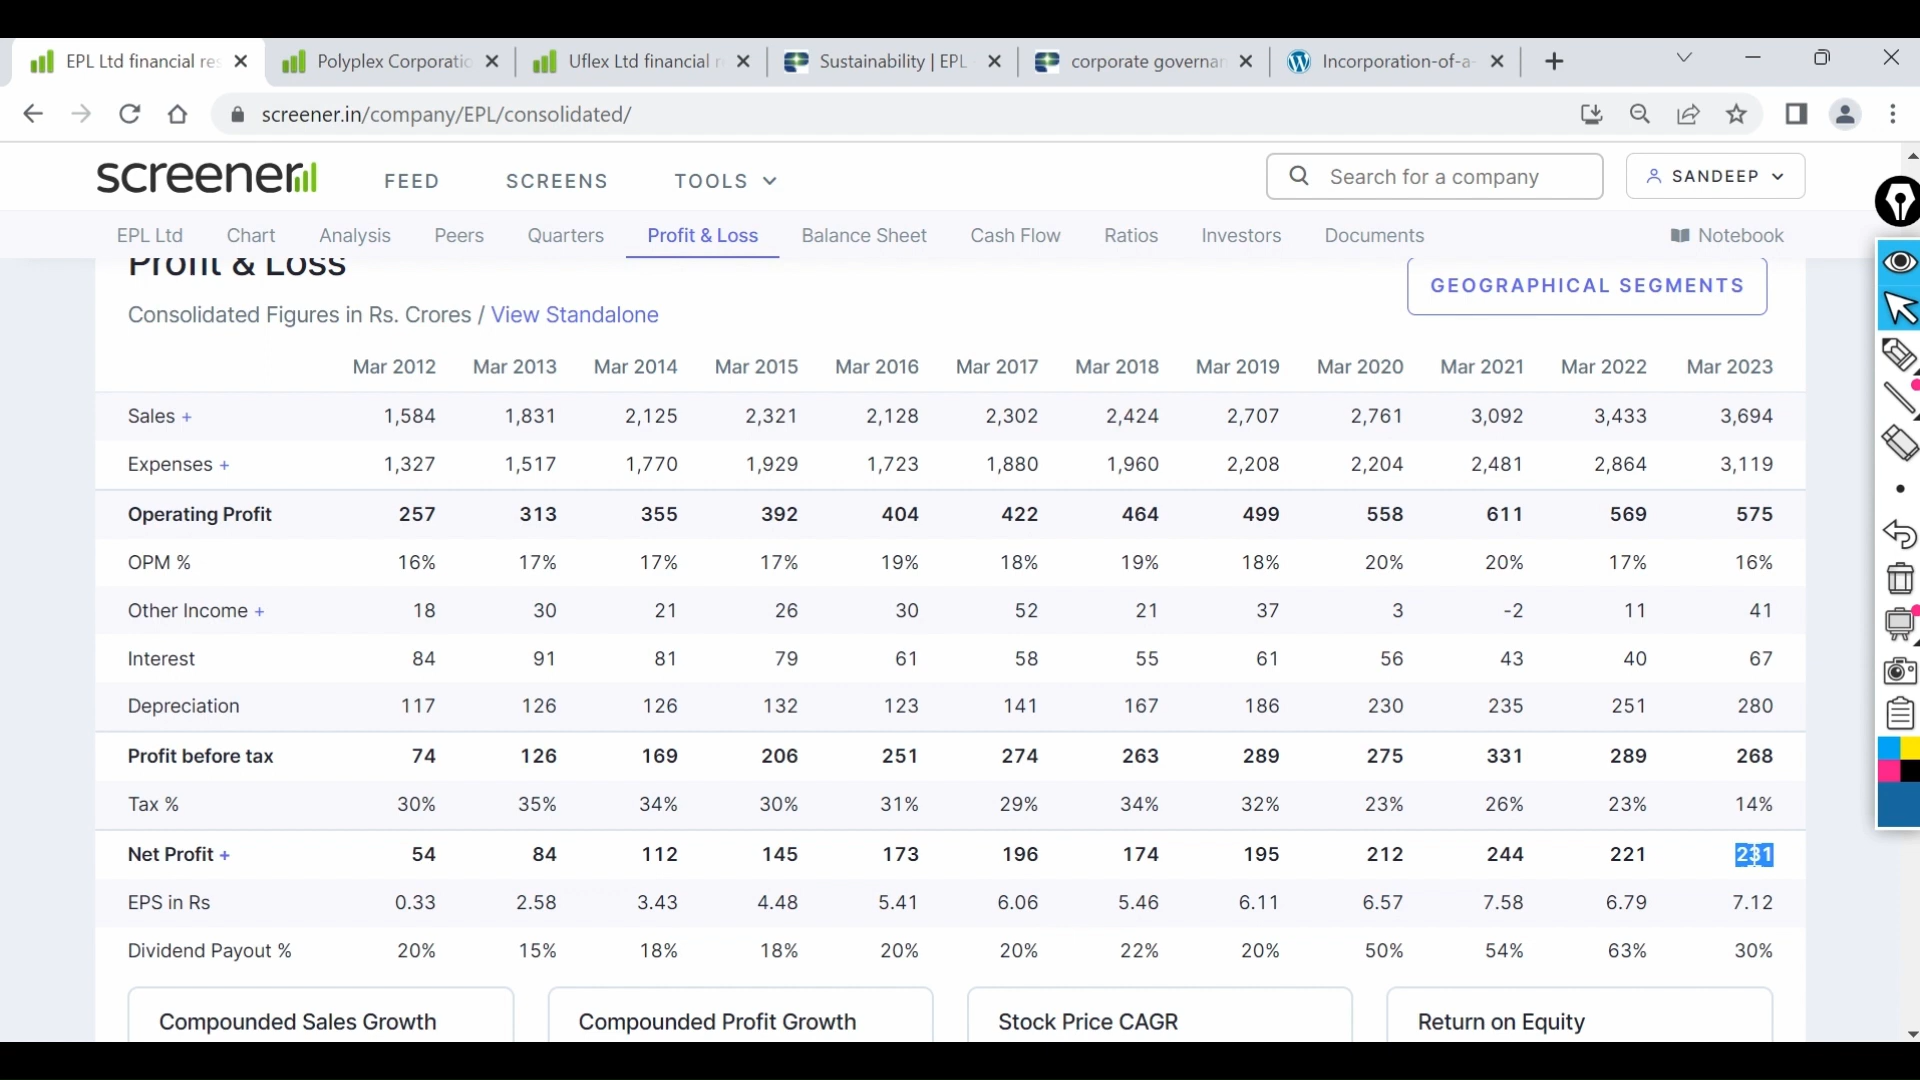 EPL Ltd financial res Polyplex Corporatio Uflex Ltd financial r Sustainability | EPL corporate governan Incorporation-of-a-
screener.in/company/EPL/consolidated/
screener FEED SCREENS TOOLS Search for a company SANDEEP
EPL Ltd Chart Analysis Peers Quarters Profit & Loss Balance Sheet Cash Flow Ratios Investors Documents Notebook
Profit & Loss
GEOGRAPHICAL SEGMENTS
Consolidated Figures in Rs. Crores / View Standalone
Mar 2012 Mar 2013 Mar 2014 Mar 2015 Mar 2016 Mar 2017 Mar 2018 Mar 2019 Mar 2020 Mar 2021 Mar 2022 Mar 2023
Sales + 1,584 1,831 2,125 2,321 2,128 2,302 2,424 2,707 2,761 3,092 3,433 3,694
Expenses + 1,327 1,517 1,770 1,929 1,723 1,880 1,960 2,208 2,204 2,481 2,864 3,119
Operating Profit 257 313 355 392 404 422 464 499 558 611 569 575
OPM % 16% 17% 17% 17% 19% 18% 19% 18% 20% 20% 17% 16%
Other Income + 18 30 21 26 30 52 21 37 3 -2 11 41
Interest 84 91 81 79 61 58 55 61 56 43 40 67
Depreciation 117 126 126 132 123 141 167 186 230 235 251 280
Profit before tax 74 126 169 206 251 274 263 289 275 331 289 268
Tax % 30% 35% 34% 30% 31% 29% 34% 32% 23% 26% 23% 14%
Net Profit + 54 84 112 145 173 196 174 195 212 244 221 231
EPS in Rs 0.33 2.58 3.43 4.48 5.41 6.06 5.46 6.11 6.57 7.58 6.79 7.12
Dividend Payout % 20% 15% 18% 18% 20% 20% 22% 20% 50% 54% 63% 30%
Compounded Sales Growth Compounded Profit Growth Stock Price CAGR Return on Equity